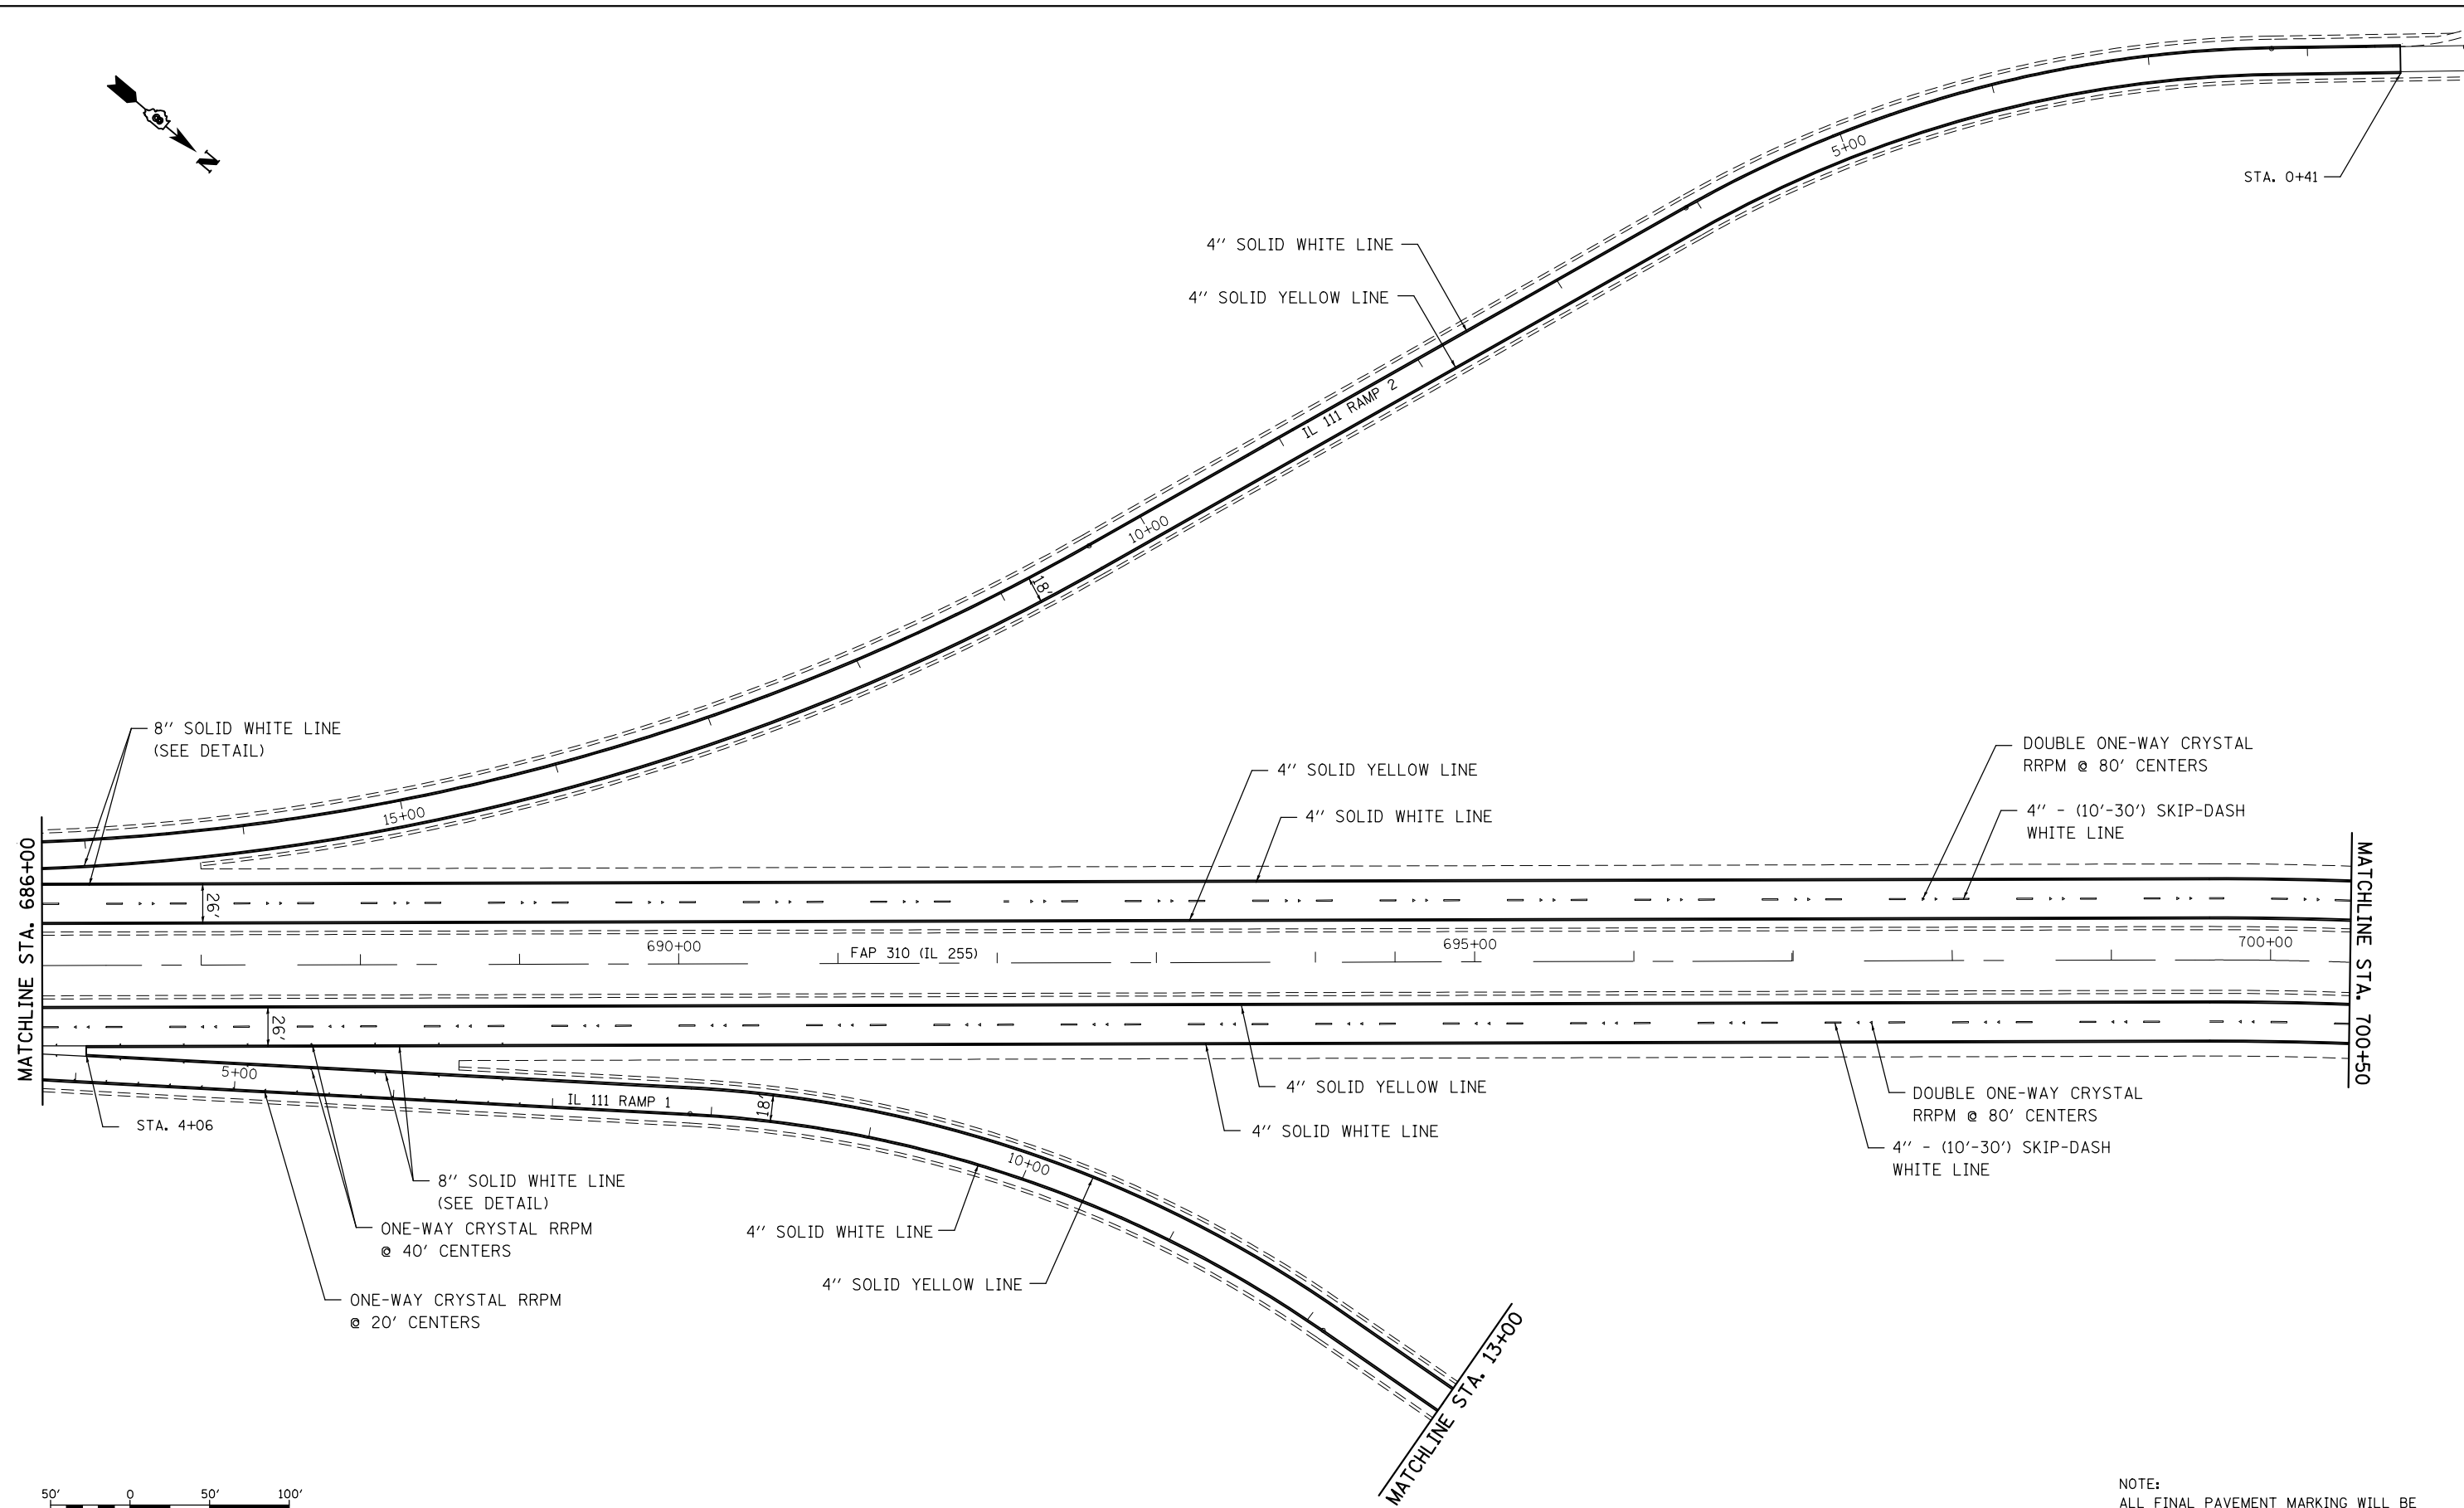 N
5+00
STA. 0+41
4" SOLID WHITE LINE
4" SOLID YELLOW LINE
IL 111 RAMP 2
10+00
18'
8" SOLID WHITE LINE
(SEE DETAIL)
15+00
4" SOLID YELLOW LINE
4" SOLID WHITE LINE
DOUBLE ONE-WAY CRYSTAL
RRPM @ 80' CENTERS
4" - (10'-30') SKIP-DASH
WHITE LINE
MATCHLINE STA. 686+00
26'
690+00
FAP 310 (IL 255)
695+00
700+00
MATCHLINE STA. 700+50
26'
5+00
STA. 4+06
IL 111 RAMP 1
18'
4" SOLID YELLOW LINE
4" SOLID WHITE LINE
DOUBLE ONE-WAY CRYSTAL
RRPM @ 80' CENTERS
4" - (10'-30') SKIP-DASH
WHITE LINE
8" SOLID WHITE LINE
(SEE DETAIL)
ONE-WAY CRYSTAL RRPM
@ 40' CENTERS
ONE-WAY CRYSTAL RRPM
@ 20' CENTERS
10+00
4" SOLID WHITE LINE
4" SOLID YELLOW LINE
MATCHLINE STA. 13+00
50' 0 50' 100'
NOTE:
ALL FINAL PAVEMENT MARKING WILL BE